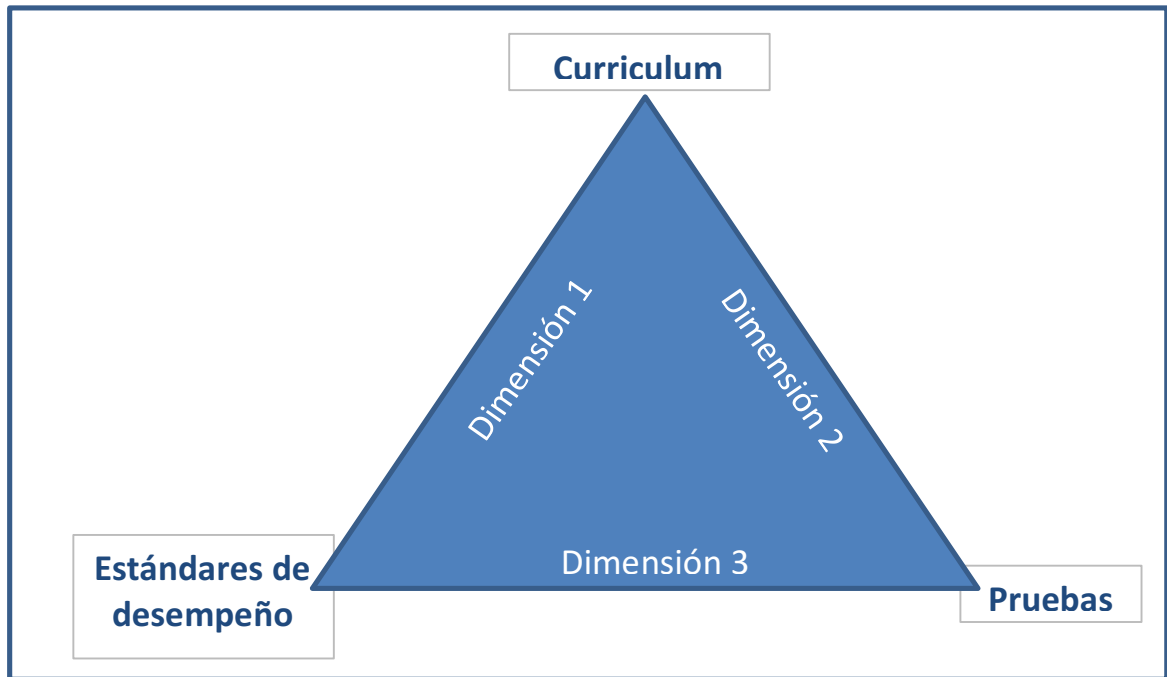 Curriculum
Dimensión 1
Dimensión 2
Dimensión 3
Estándares de
desempeño
Pruebas